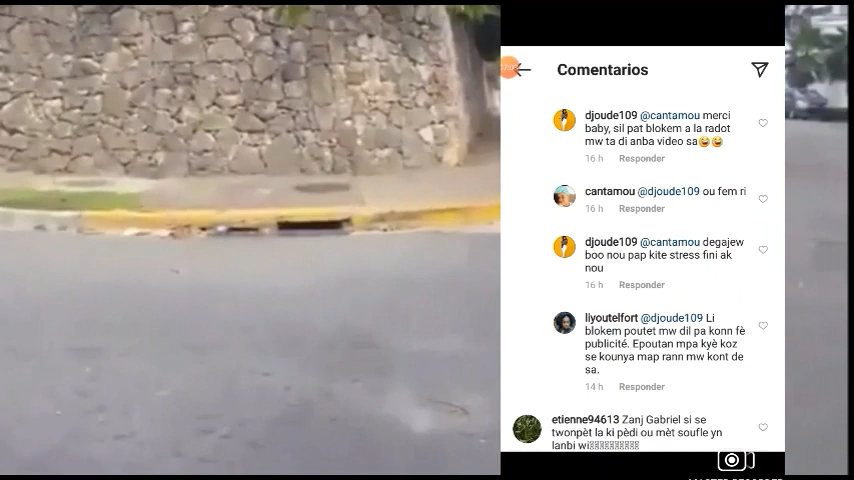 Comentarios
djoude109 @cantamou merci
baby, sil pat blokem a la radot
mw ta di anba video sa😂😂
16 h Responder
cantamou @djoude109 ou fem ri
16 h Responder
djoude109 @cantamou degajew
boo nou pap kite stress fini ak
nou
16 h Responder
liyoutelfort @djoude109 Li
blokem poutet mw dil pa konn fè
publicité. Epoutan mpa kyè koz
se kounya map rann mw kont de
sa.
14 h Responder
etienne94613 Zanj Gabriel si se
twonpèt la ki pèdi ou mèt soufle yn
lanbi wi